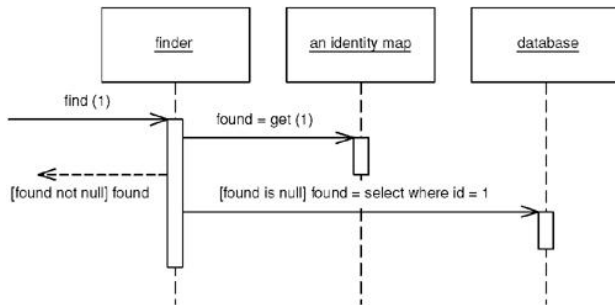 finder
an identity map
database
find (1)
found = get (1)
[found not null] found
[found is null] found = select where id = 1